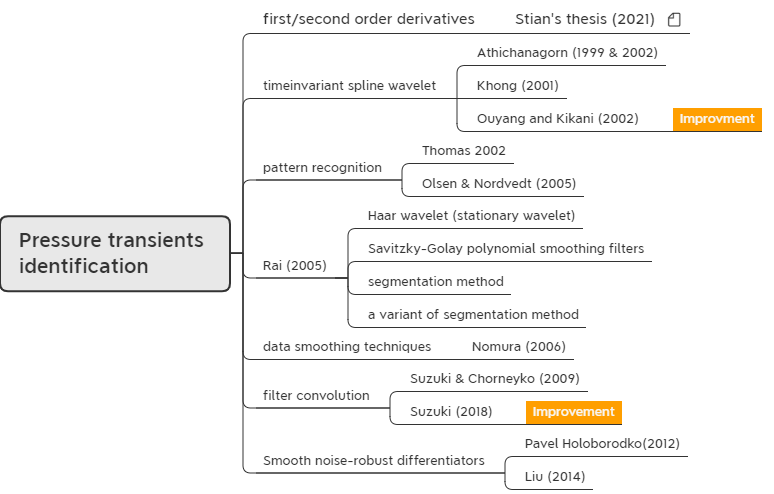 Pressure transients
identification
first/second order derivatives
Stian's thesis (2021)
timeinvariant spline wavelet
Athichanagorn (1999 & 2002)
Khong (2001)
Ouyang and Kikani (2002)
Improvment
pattern recognition
Thomas 2002
Olsen & Nordvedt (2005)
Rai (2005)
Haar wavelet (stationary wavelet)
Savitzky-Golay polynomial smoothing filters
segmentation method
a variant of segmentation method
data smoothing techniques
Nomura (2006)
filter convolution
Suzuki & Chorneyko (2009)
Suzuki (2018)
Improvement
Smooth noise-robust differentiators
Pavel Holoborodko(2012)
Liu (2014)